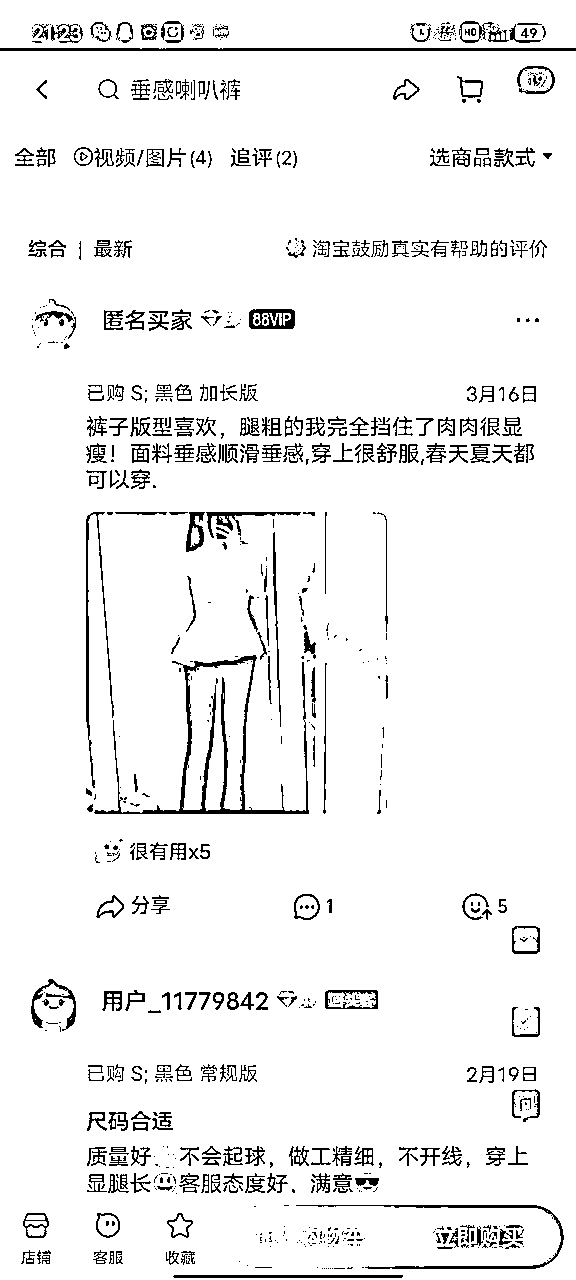 21:23
HD
49
垂感喇叭裤
全部 视频/图片(4) 追评(2) 选商品款式
综合 | 最新 淘宝鼓励真实有帮助的评价
匿名买家 88VIP
已购 S; 黑色 加长版 3月16日
裤子版型喜欢，腿粗的我完全挡住了肉肉很显
瘦！面料垂感顺滑垂感,穿上很舒服,春天夏天都
可以穿.
很有用x5
分享 1 5
用户_11779842
已购 S; 黑色 常规版 2月19日
问
尺码合适
质量好 不会起球，做工精细，不开线，穿上
显腿长😃客服态度好、满意😎
店铺 客服 收藏 立即购买